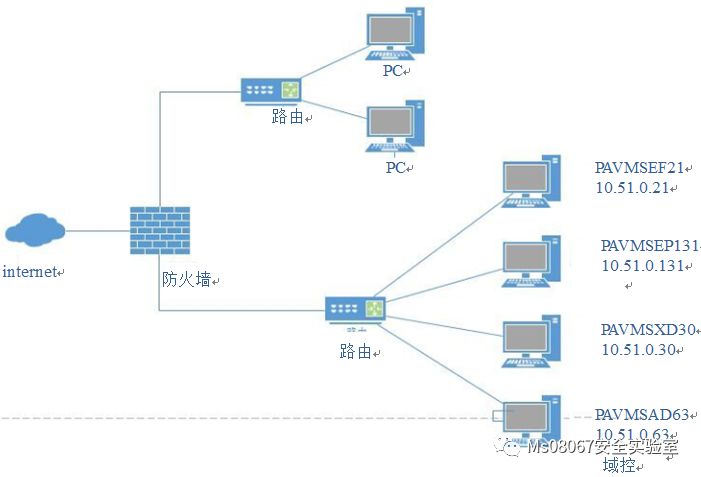 PC
路由
PC
PAVMSEF21
10.51.0.21
internet
防火墙
PAVMSEP131
10.51.0.131
路由
PAVMSXD30
10.51.0.30
PAVMSAD63
10.51.0.63
Ms08067安全实验室
域控